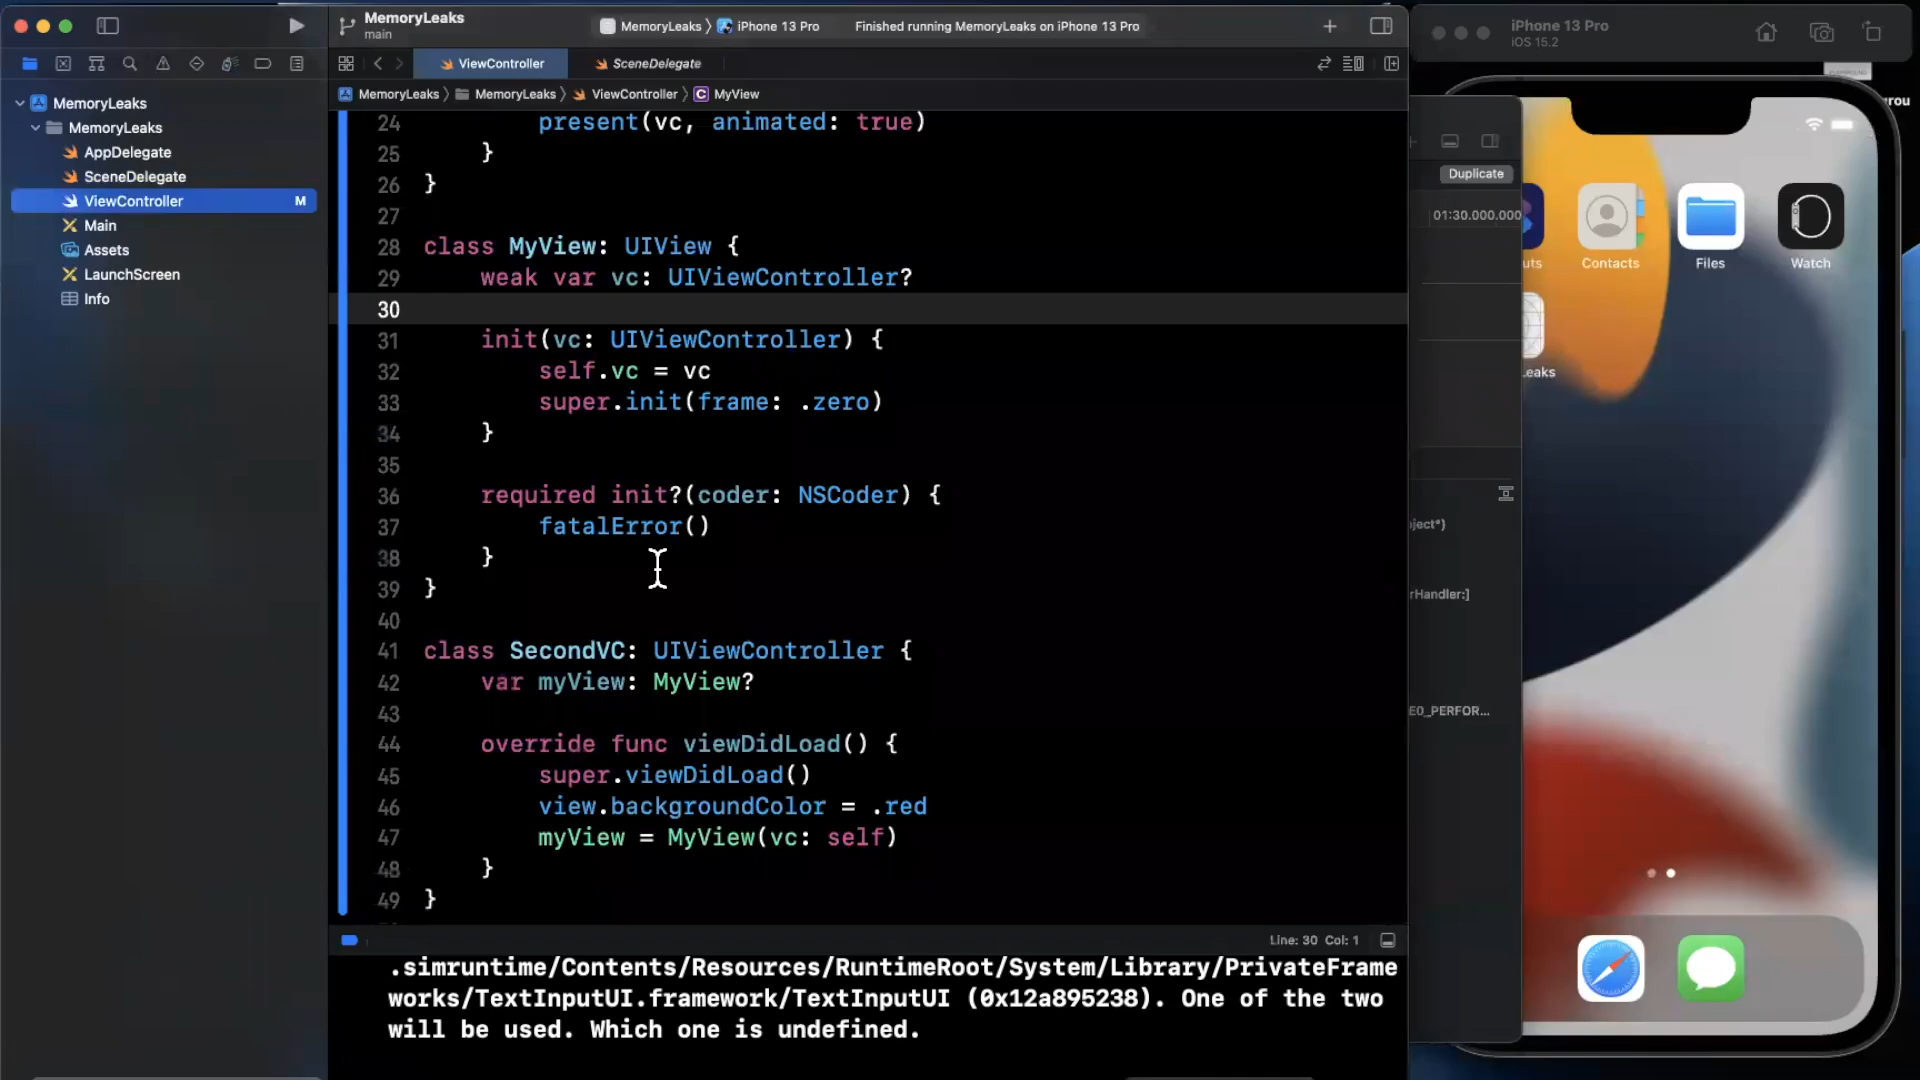 MemoryLeaks
main
MemoryLeaks
iPhone 13 Pro
Finished running MemoryLeaks on iPhone 13 Pro
iPhone 13 Pro
iOS 15.2
ViewController
SceneDelegate
MemoryLeaks
MemoryLeaks
ViewController
C MyView
MemoryLeaks
MemoryLeaks
AppDelegate
SceneDelegate
ViewController M
Main
Assets
LaunchScreen
Info
24 present(vc, animated: true)
25 }
26 }
27
28 class MyView: UIView {
29 weak var vc: UIViewController?
30
31 init(vc: UIViewController) {
32 self.vc = vc
33 super.init(frame: .zero)
34 }
35
36 required init?(coder: NSCoder) {
37 fatalError()
38 }
39 }
40
41 class SecondVC: UIViewController {
42 var myView: MyView?
43
44 override func viewDidLoad() {
45 super.viewDidLoad()
46 view.backgroundColor = .red
47 myView = MyView(vc: self)
48 }
49 }
Line: 30 Col: 1
.simruntime/Contents/Resources/RuntimeRoot/System/Library/PrivateFrame
works/TextInputUI.framework/TextInputUI (0x12a895238). One of the two
will be used. Which one is undefined.
Duplicate
01:30.000.000
ject*}
rHandler:]
E0_PERFOR...
rou
uts
Contacts
Files
Watch
eaks